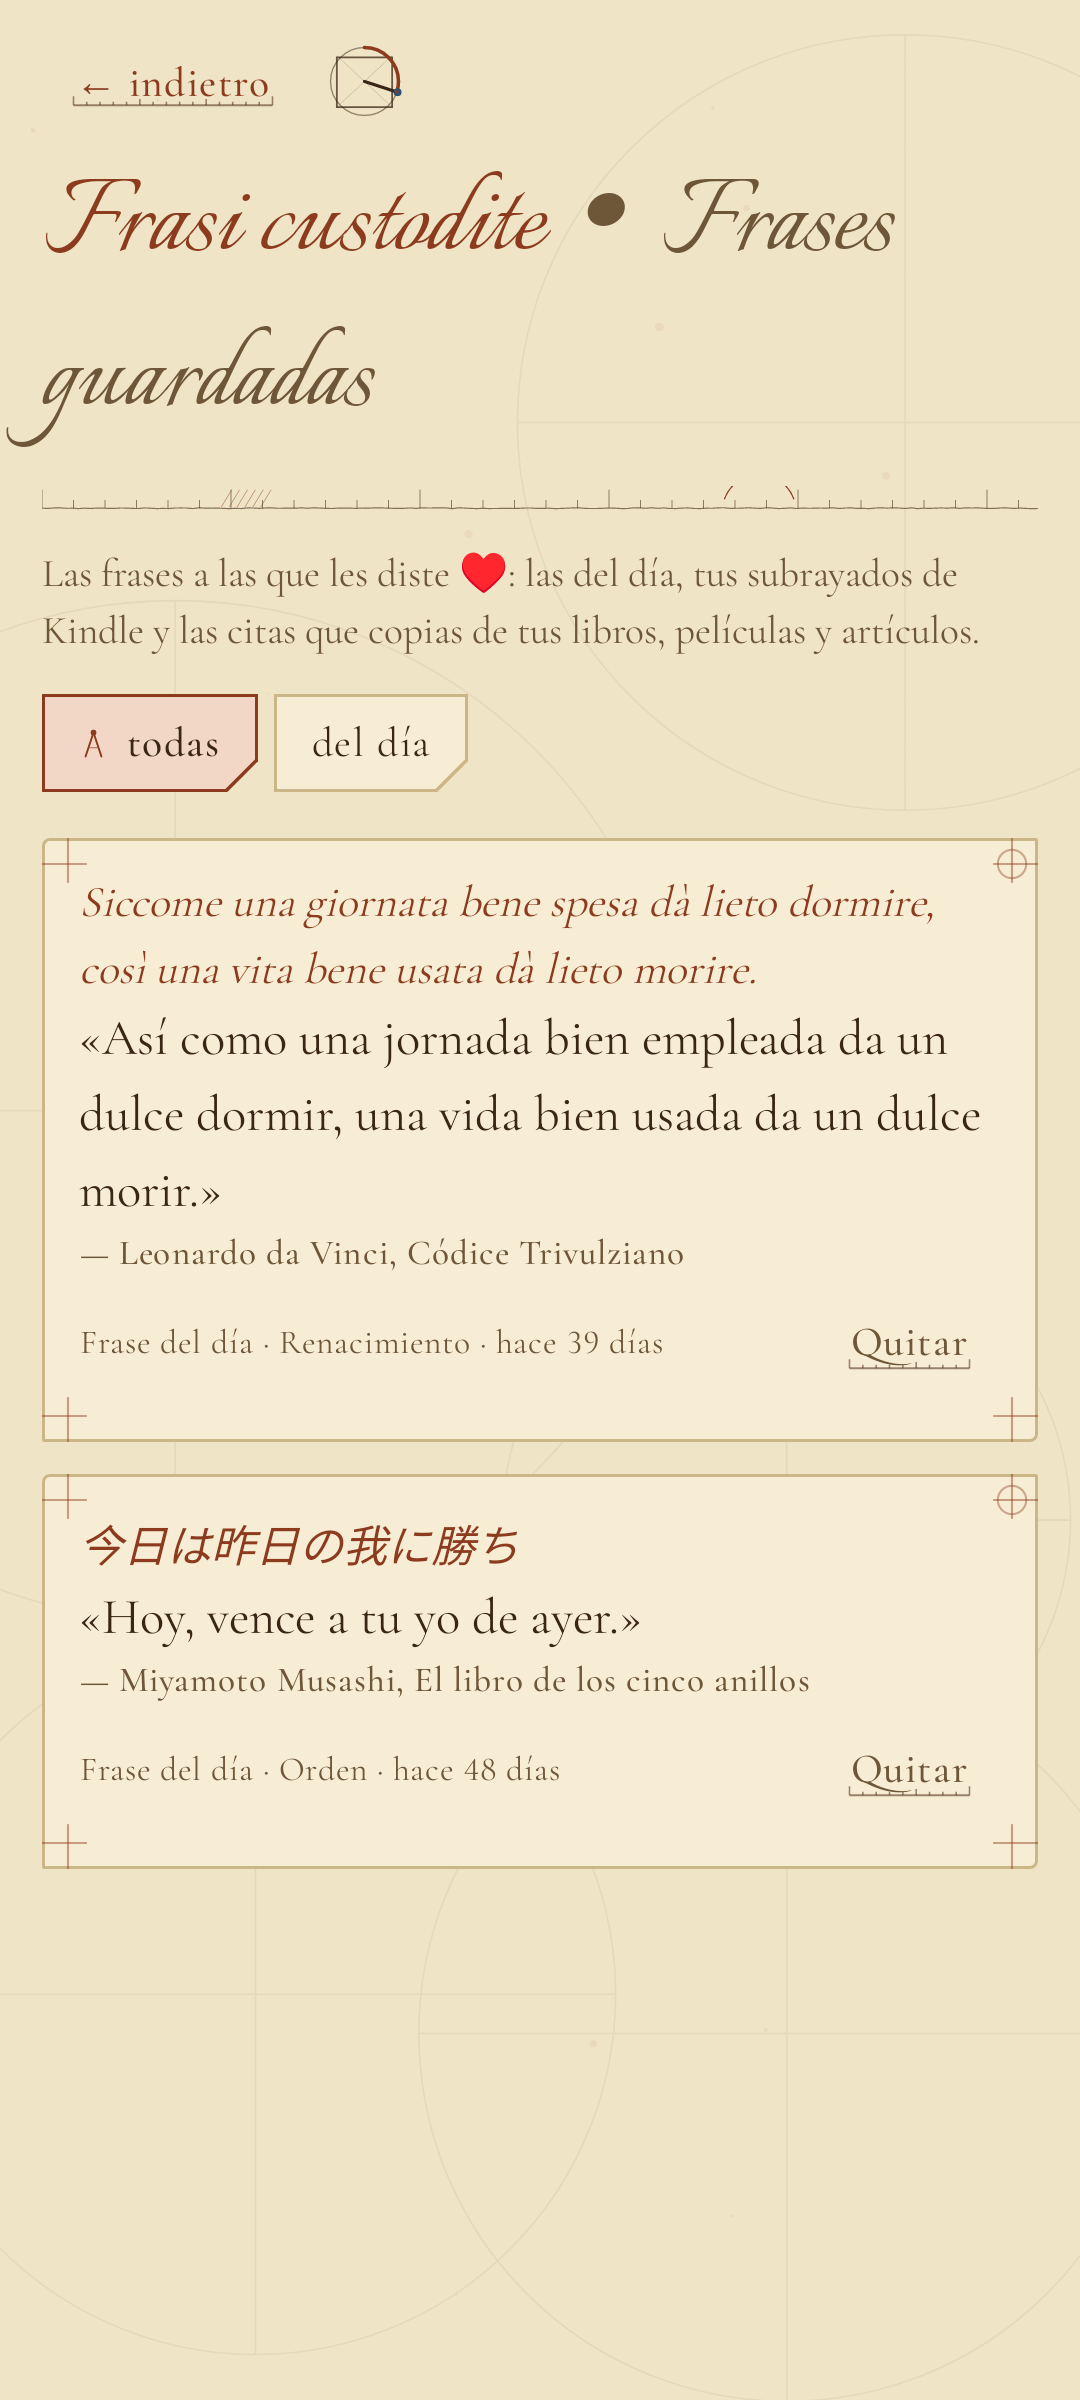 ← indietro
Frasi custodite • Frases
guardadas
Las frases a las que les diste ❤️: las del día, tus subrayados de
Kindle y las citas que copias de tus libros, películas y artículos.
todas
del día
Siccome una giornata bene spesa dà lieto dormire,
così una vita bene usata dà lieto morire.
«Así como una jornada bien empleada da un
dulce dormir, una vida bien usada da un dulce
morir.»
— Leonardo da Vinci, Códice Trivulziano
Frase del día · Renacimiento · hace 39 días
Quitar
今日は昨日の我に勝ち
«Hoy, vence a tu yo de ayer.»
— Miyamoto Musashi, El libro de los cinco anillos
Frase del día · Orden · hace 48 días
Quitar